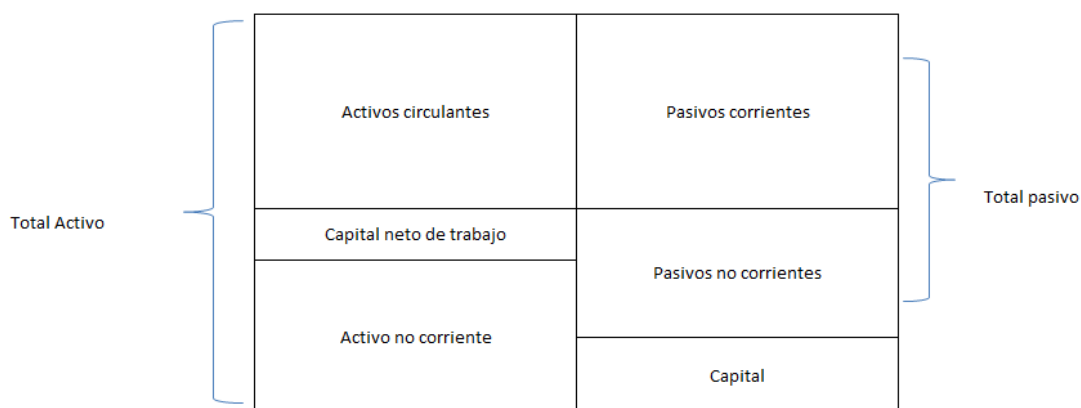 Activos circulantes
Pasivos corrientes
Total pasivo
Total Activo
Capital neto de trabajo
Pasivos no corrientes
Activo no corriente
Capital